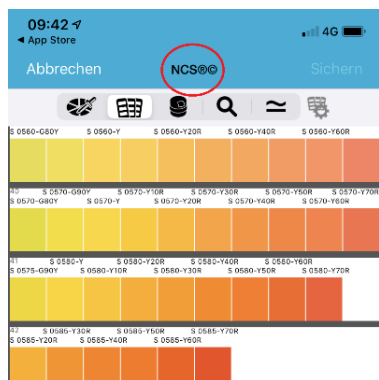 09:42
App Store
4G
Abbrechen NCS®© Sichern
S 0560-G80Y S 0560-Y S 0560-Y20R S 0560-Y40R S 0560-Y60R
40 S 0570-G90Y S 0570-Y10R S 0570-Y30R S 0570-Y50R S 0570-Y70R
S 0570-G80Y S 0570-Y S 0570-Y20R S 0570-Y40R S 0570-Y60R
41 S 0580-Y S 0580-Y20R S 0580-Y40R S 0580-Y60R
S 0575-G90Y S 0580-Y10R S 0580-Y30R S 0580-Y50R S 0580-Y70R
42 S 0585-Y30R S 0585-Y50R S 0585-Y70R
S 0585-Y20R S 0585-Y40R S 0585-Y60R